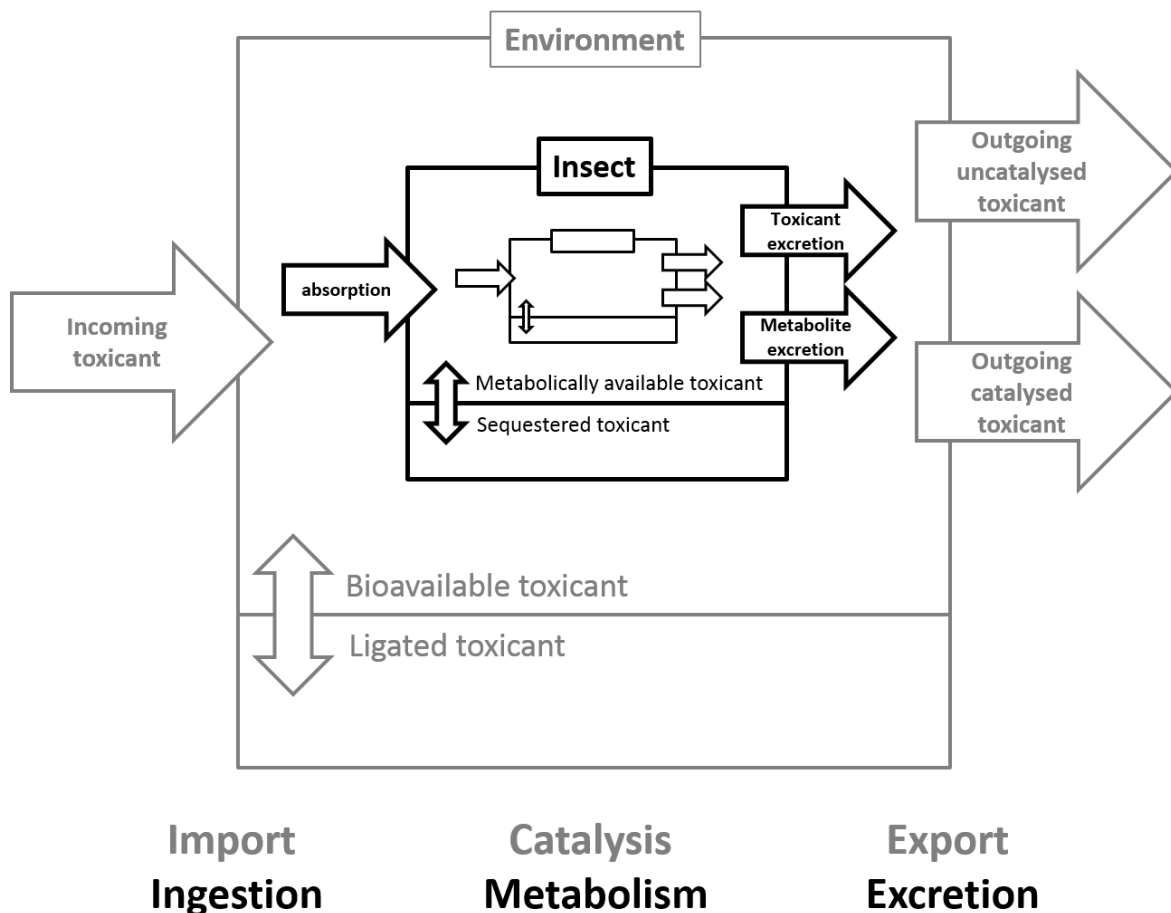 Environment
Insect
Incoming
toxicant
absorption
Toxicant
excretion
Metabolite
excretion
Outgoing
uncatalysed
toxicant
Outgoing
catalysed
toxicant
Metabolically available toxicant
Sequestered toxicant
Bioavailable toxicant
Ligated toxicant
Import
Ingestion
Catalysis
Metabolism
Export
Excretion